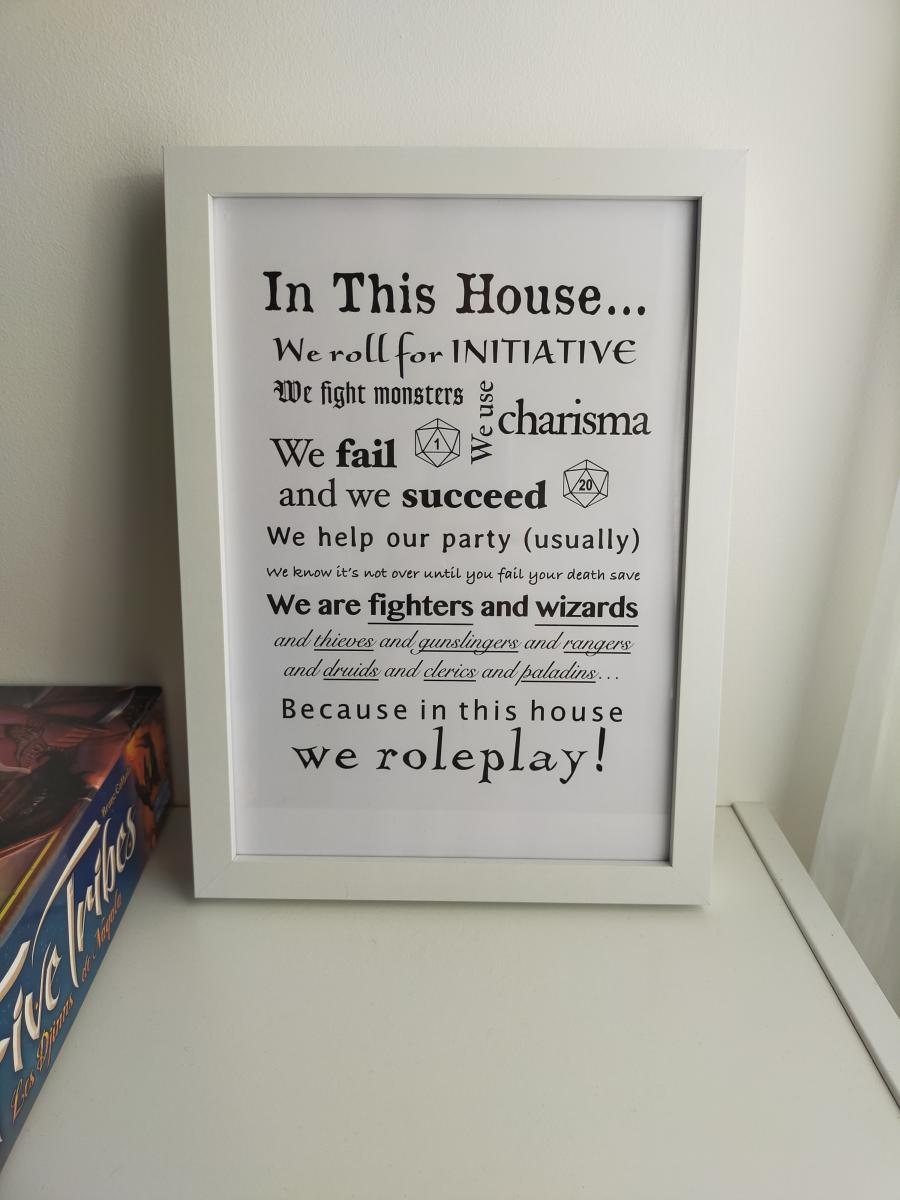 In This House...
We roll for INITIATIVE
We fight monsters
We use charisma
We fail 1
and we succeed 20
We help our party (usually)
We know it's not over until you fail your death save
We are fighters and wizards
and thieves and gunslingers and rangers
and druids and clerics and paladins...
Because in this house
we roleplay!
Five Tribes
Los Djinns de Naqala